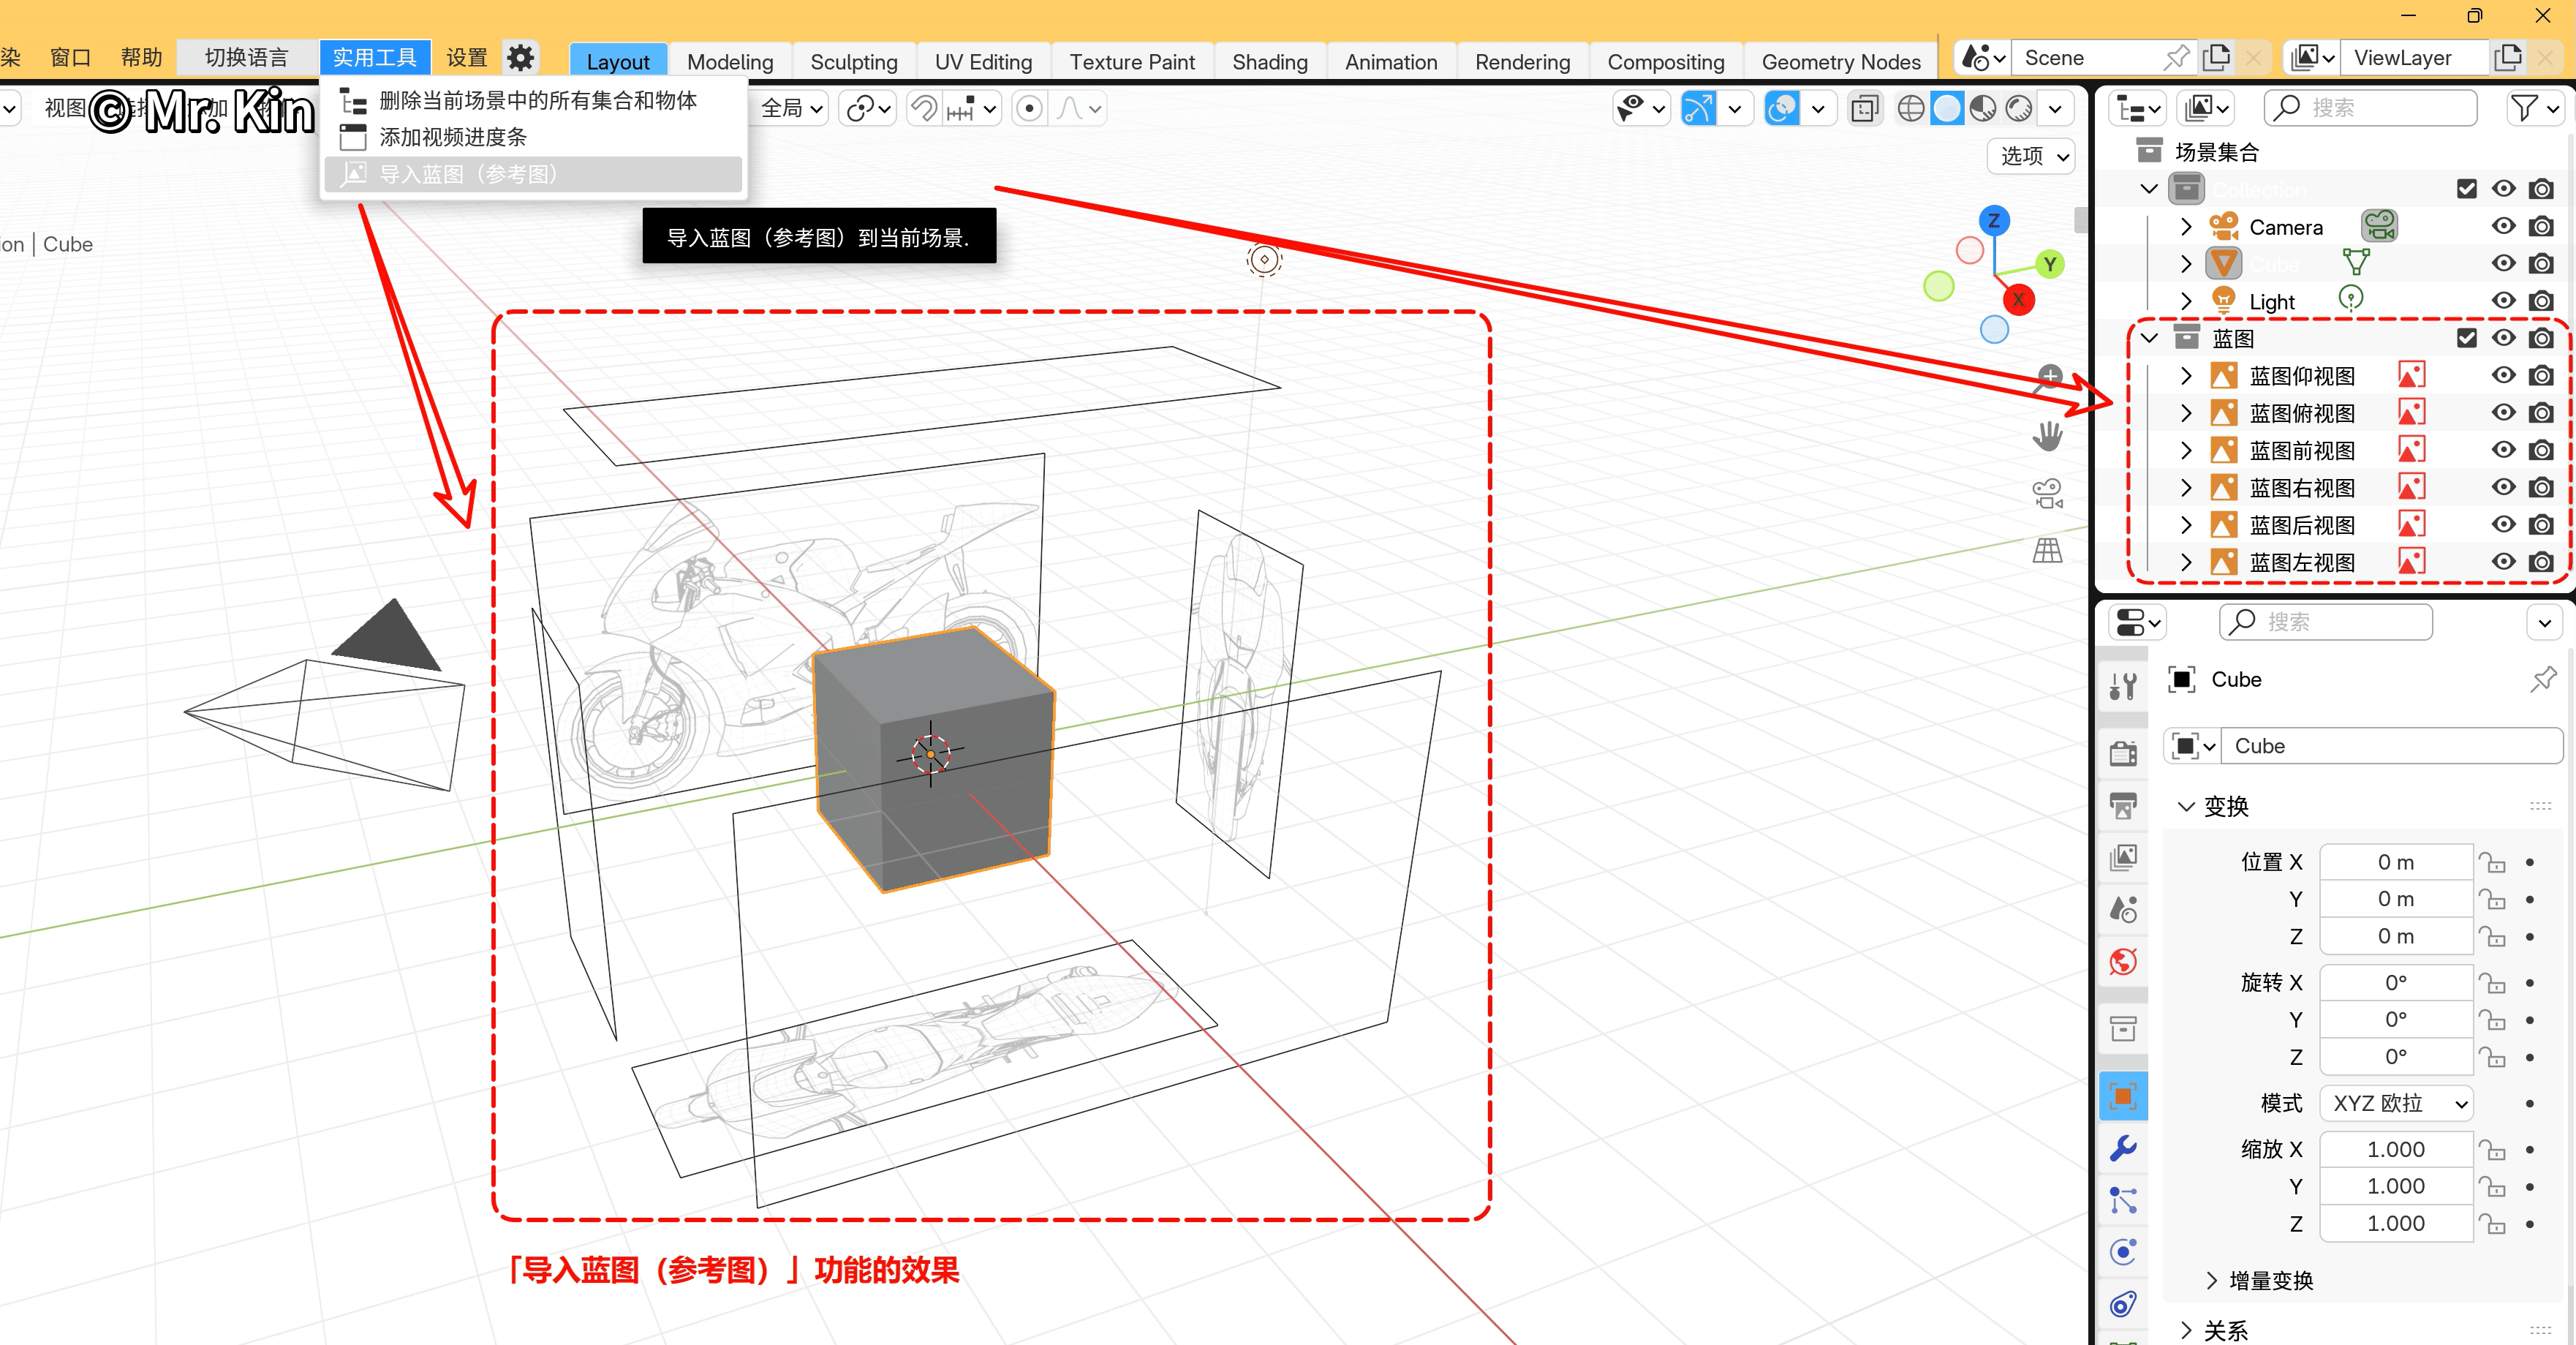 染 窗口 帮助 切换语言 实用工具 设置 Layout Modeling Sculpting UV Editing Texture Paint Shading Animation Rendering Compositing Geometry Nodes Scene ViewLayer
视图 选择 添加 © Mr. Kin 全局
删除当前场景中的所有集合和物体
添加视频进度条
导入蓝图（参考图）
导入蓝图（参考图）到当前场景.
ion | Cube
选项
Z
Y
X
「导入蓝图（参考图）」功能的效果
搜索
场景集合
Collection
Camera
Cube
Light
蓝图
蓝图仰视图
蓝图俯视图
蓝图前视图
蓝图右视图
蓝图后视图
蓝图左视图
搜索
Cube
Cube
变换
位置 X 0 m
Y 0 m
Z 0 m
旋转 X 0°
Y 0°
Z 0°
模式 XYZ 欧拉
缩放 X 1.000
Y 1.000
Z 1.000
增量变换
关系